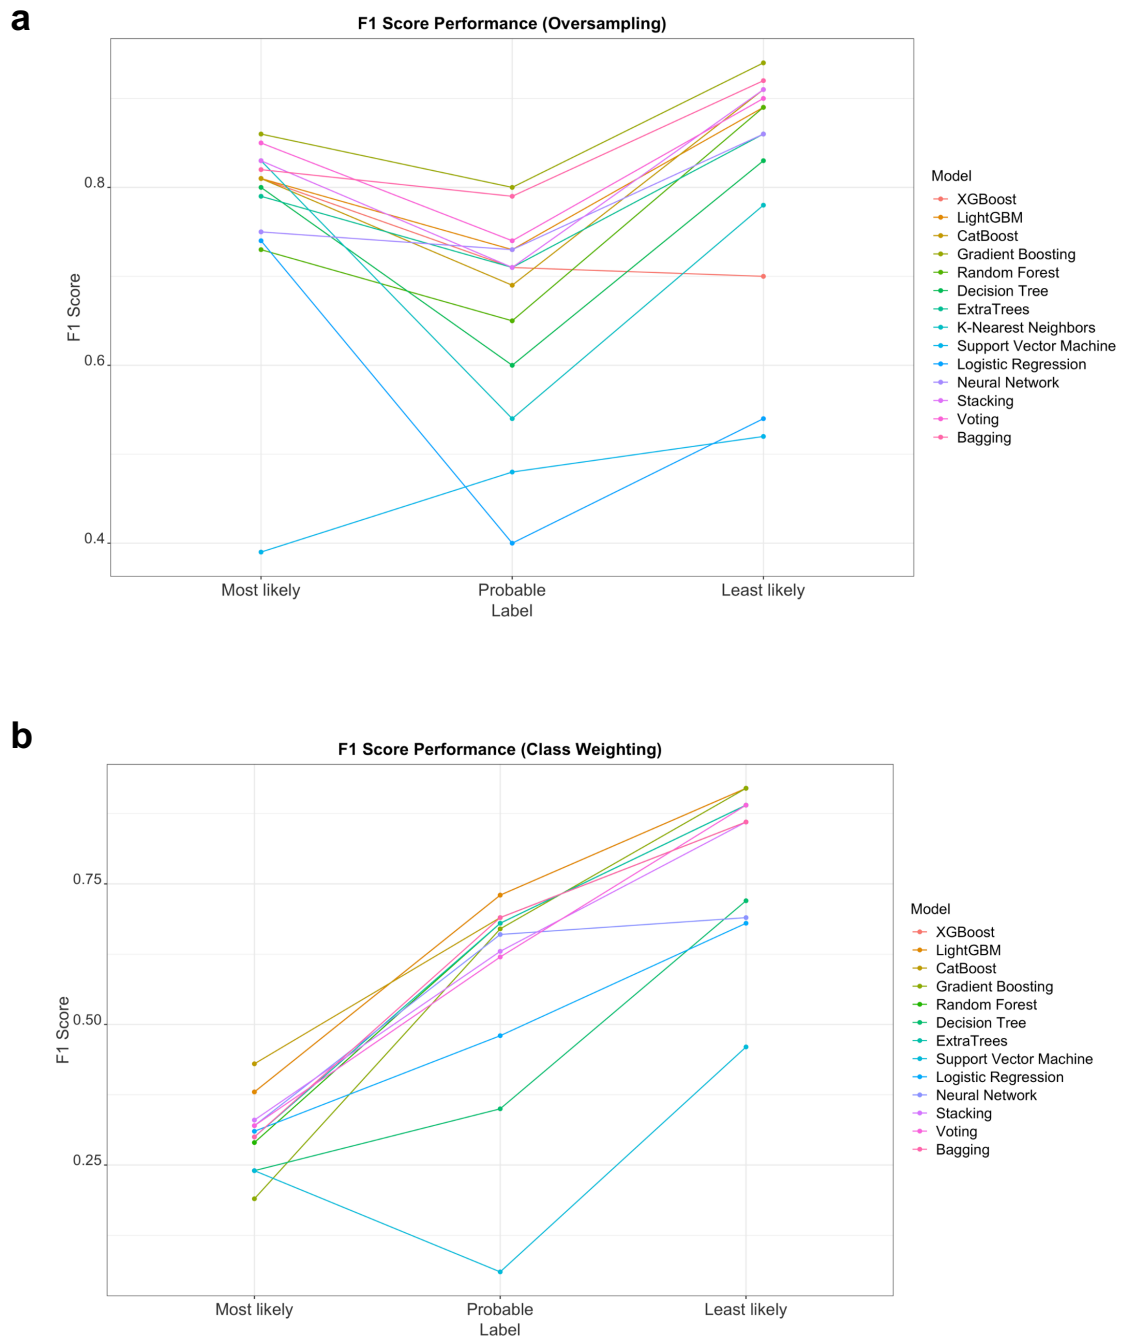 a
F1 Score Performance (Oversampling)
F1 Score
0.8
0.6
0.4
Most likely
Probable
Least likely
Label
Model
XGBoost
LightGBM
CatBoost
Gradient Boosting
Random Forest
Decision Tree
ExtraTrees
K-Nearest Neighbors
Support Vector Machine
Logistic Regression
Neural Network
Stacking
Voting
Bagging
b
F1 Score Performance (Class Weighting)
F1 Score
0.75
0.50
0.25
Most likely
Probable
Least likely
Label
Model
XGBoost
LightGBM
CatBoost
Gradient Boosting
Random Forest
Decision Tree
ExtraTrees
Support Vector Machine
Logistic Regression
Neural Network
Stacking
Voting
Bagging